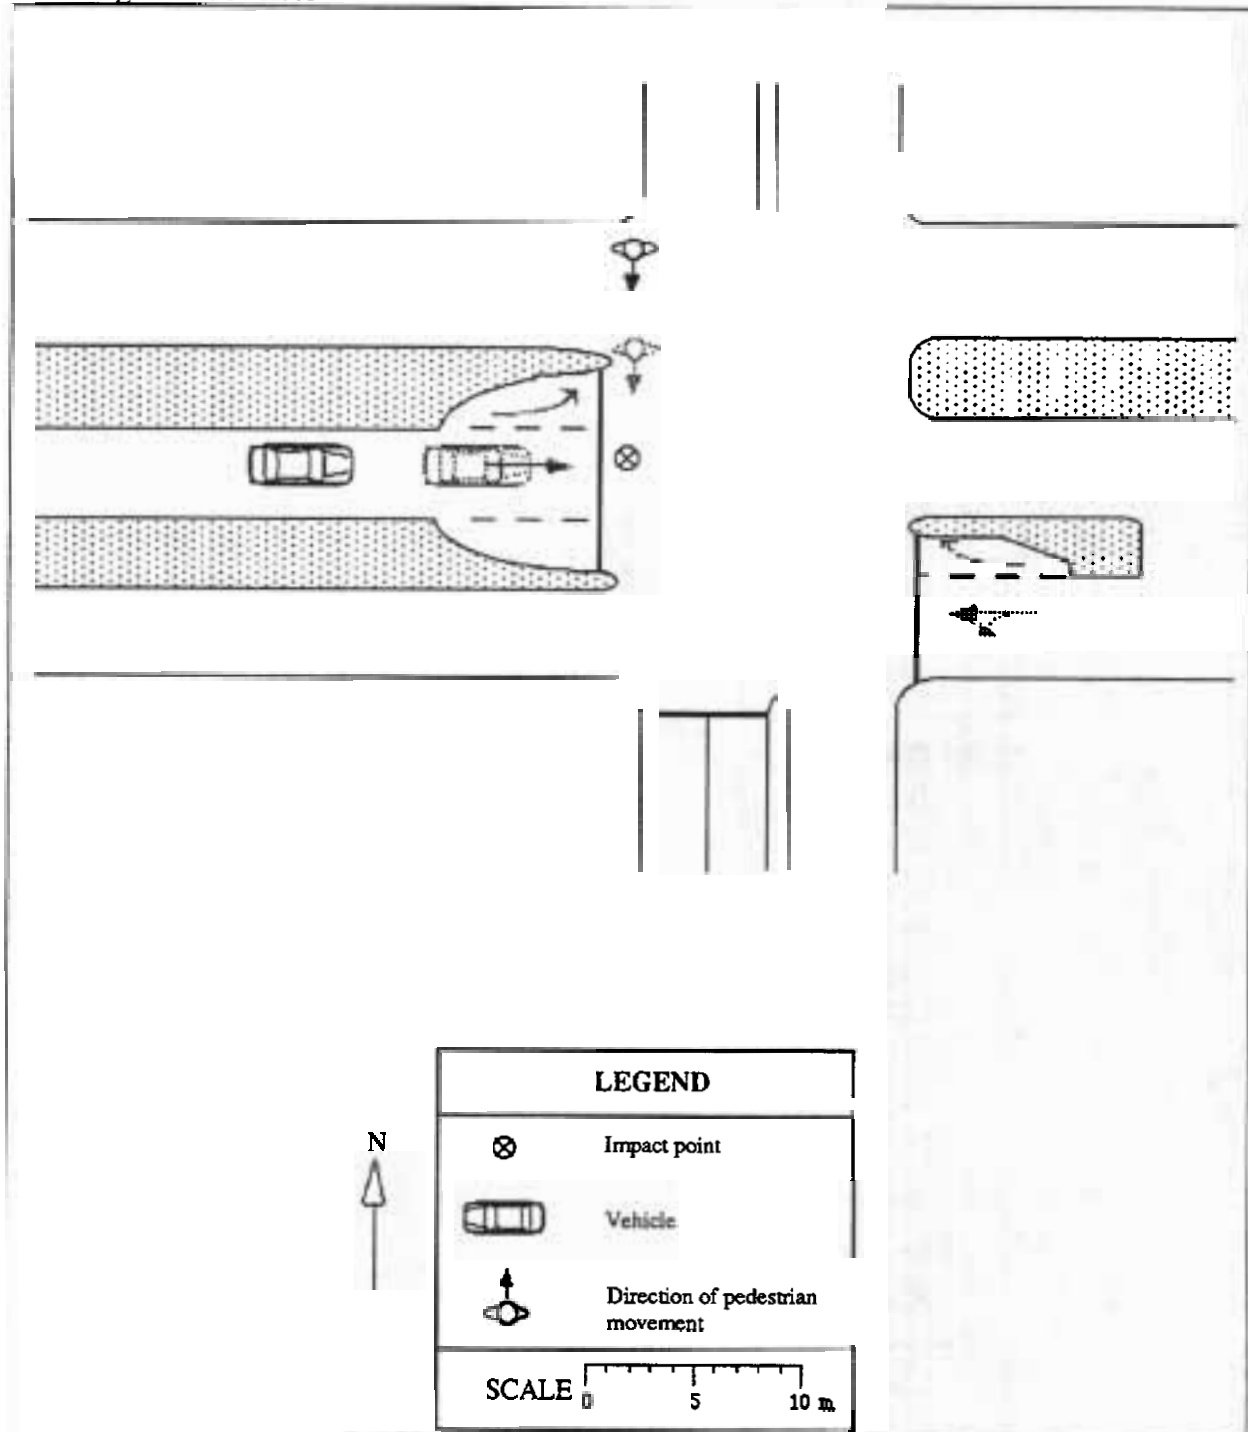 LEGEND
N
Impact point
Vehicle
Direction of pedestrian
movement
SCALE
0 5 10 m.
m.